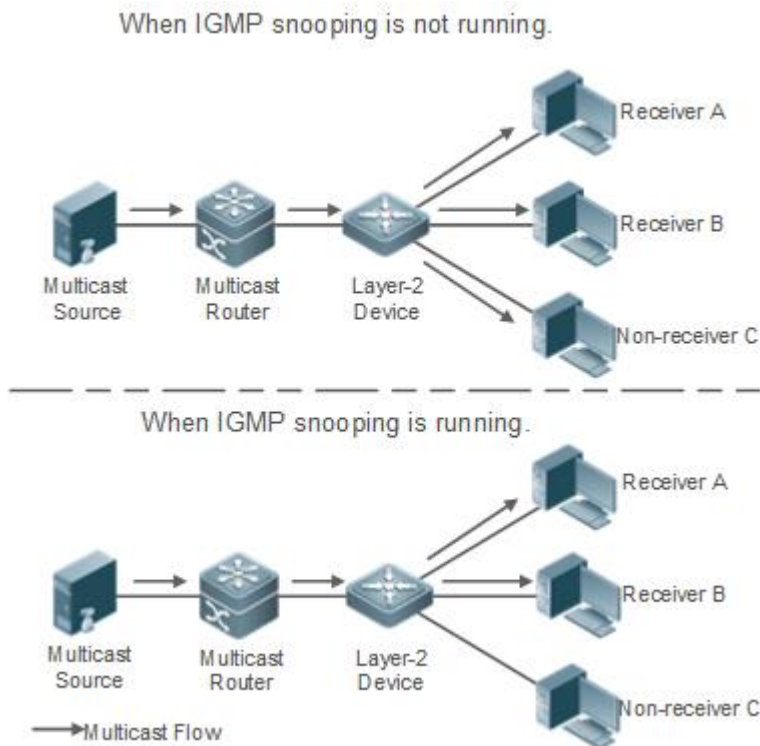 When IGMP snooping is not running.
Receiver A
Receiver B
Multicast
Source
Multicast
Router
Layer-2
Device
Non-receiver C
When IGMP snooping is running.
Receiver A
Receiver B
Multicast
Source
Multicast
Router
Layer-2
Device
Non-receiver C
Multicast Flow